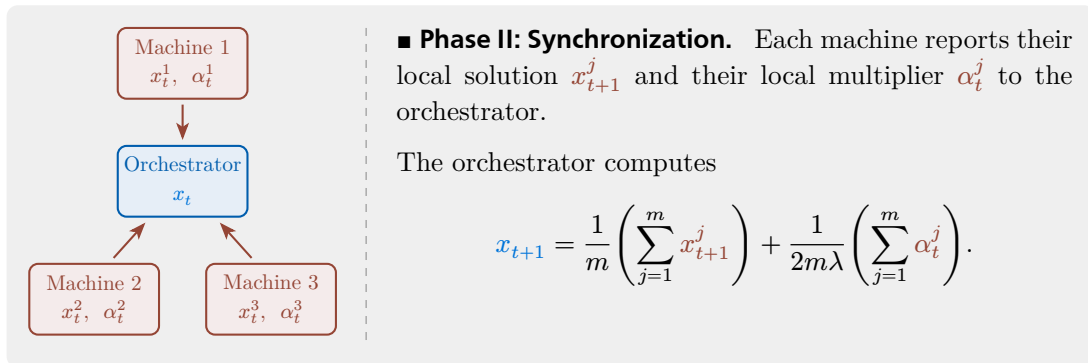 Machine 1
x_t^1, α_t^1
Orchestrator
x_t
Machine 2
x_t^2, α_t^2
Machine 3
x_t^3, α_t^3
■ Phase II: Synchronization. Each machine reports their
local solution x_{t+1}^j and their local multiplier α_t^j to the
orchestrator.
The orchestrator computes
x_{t+1} = \frac{1}{m} \left( \sum_{j=1}^{m} x_{t+1}^j \right) + \frac{1}{2mλ} \left( \sum_{j=1}^{m} α_t^j \right).